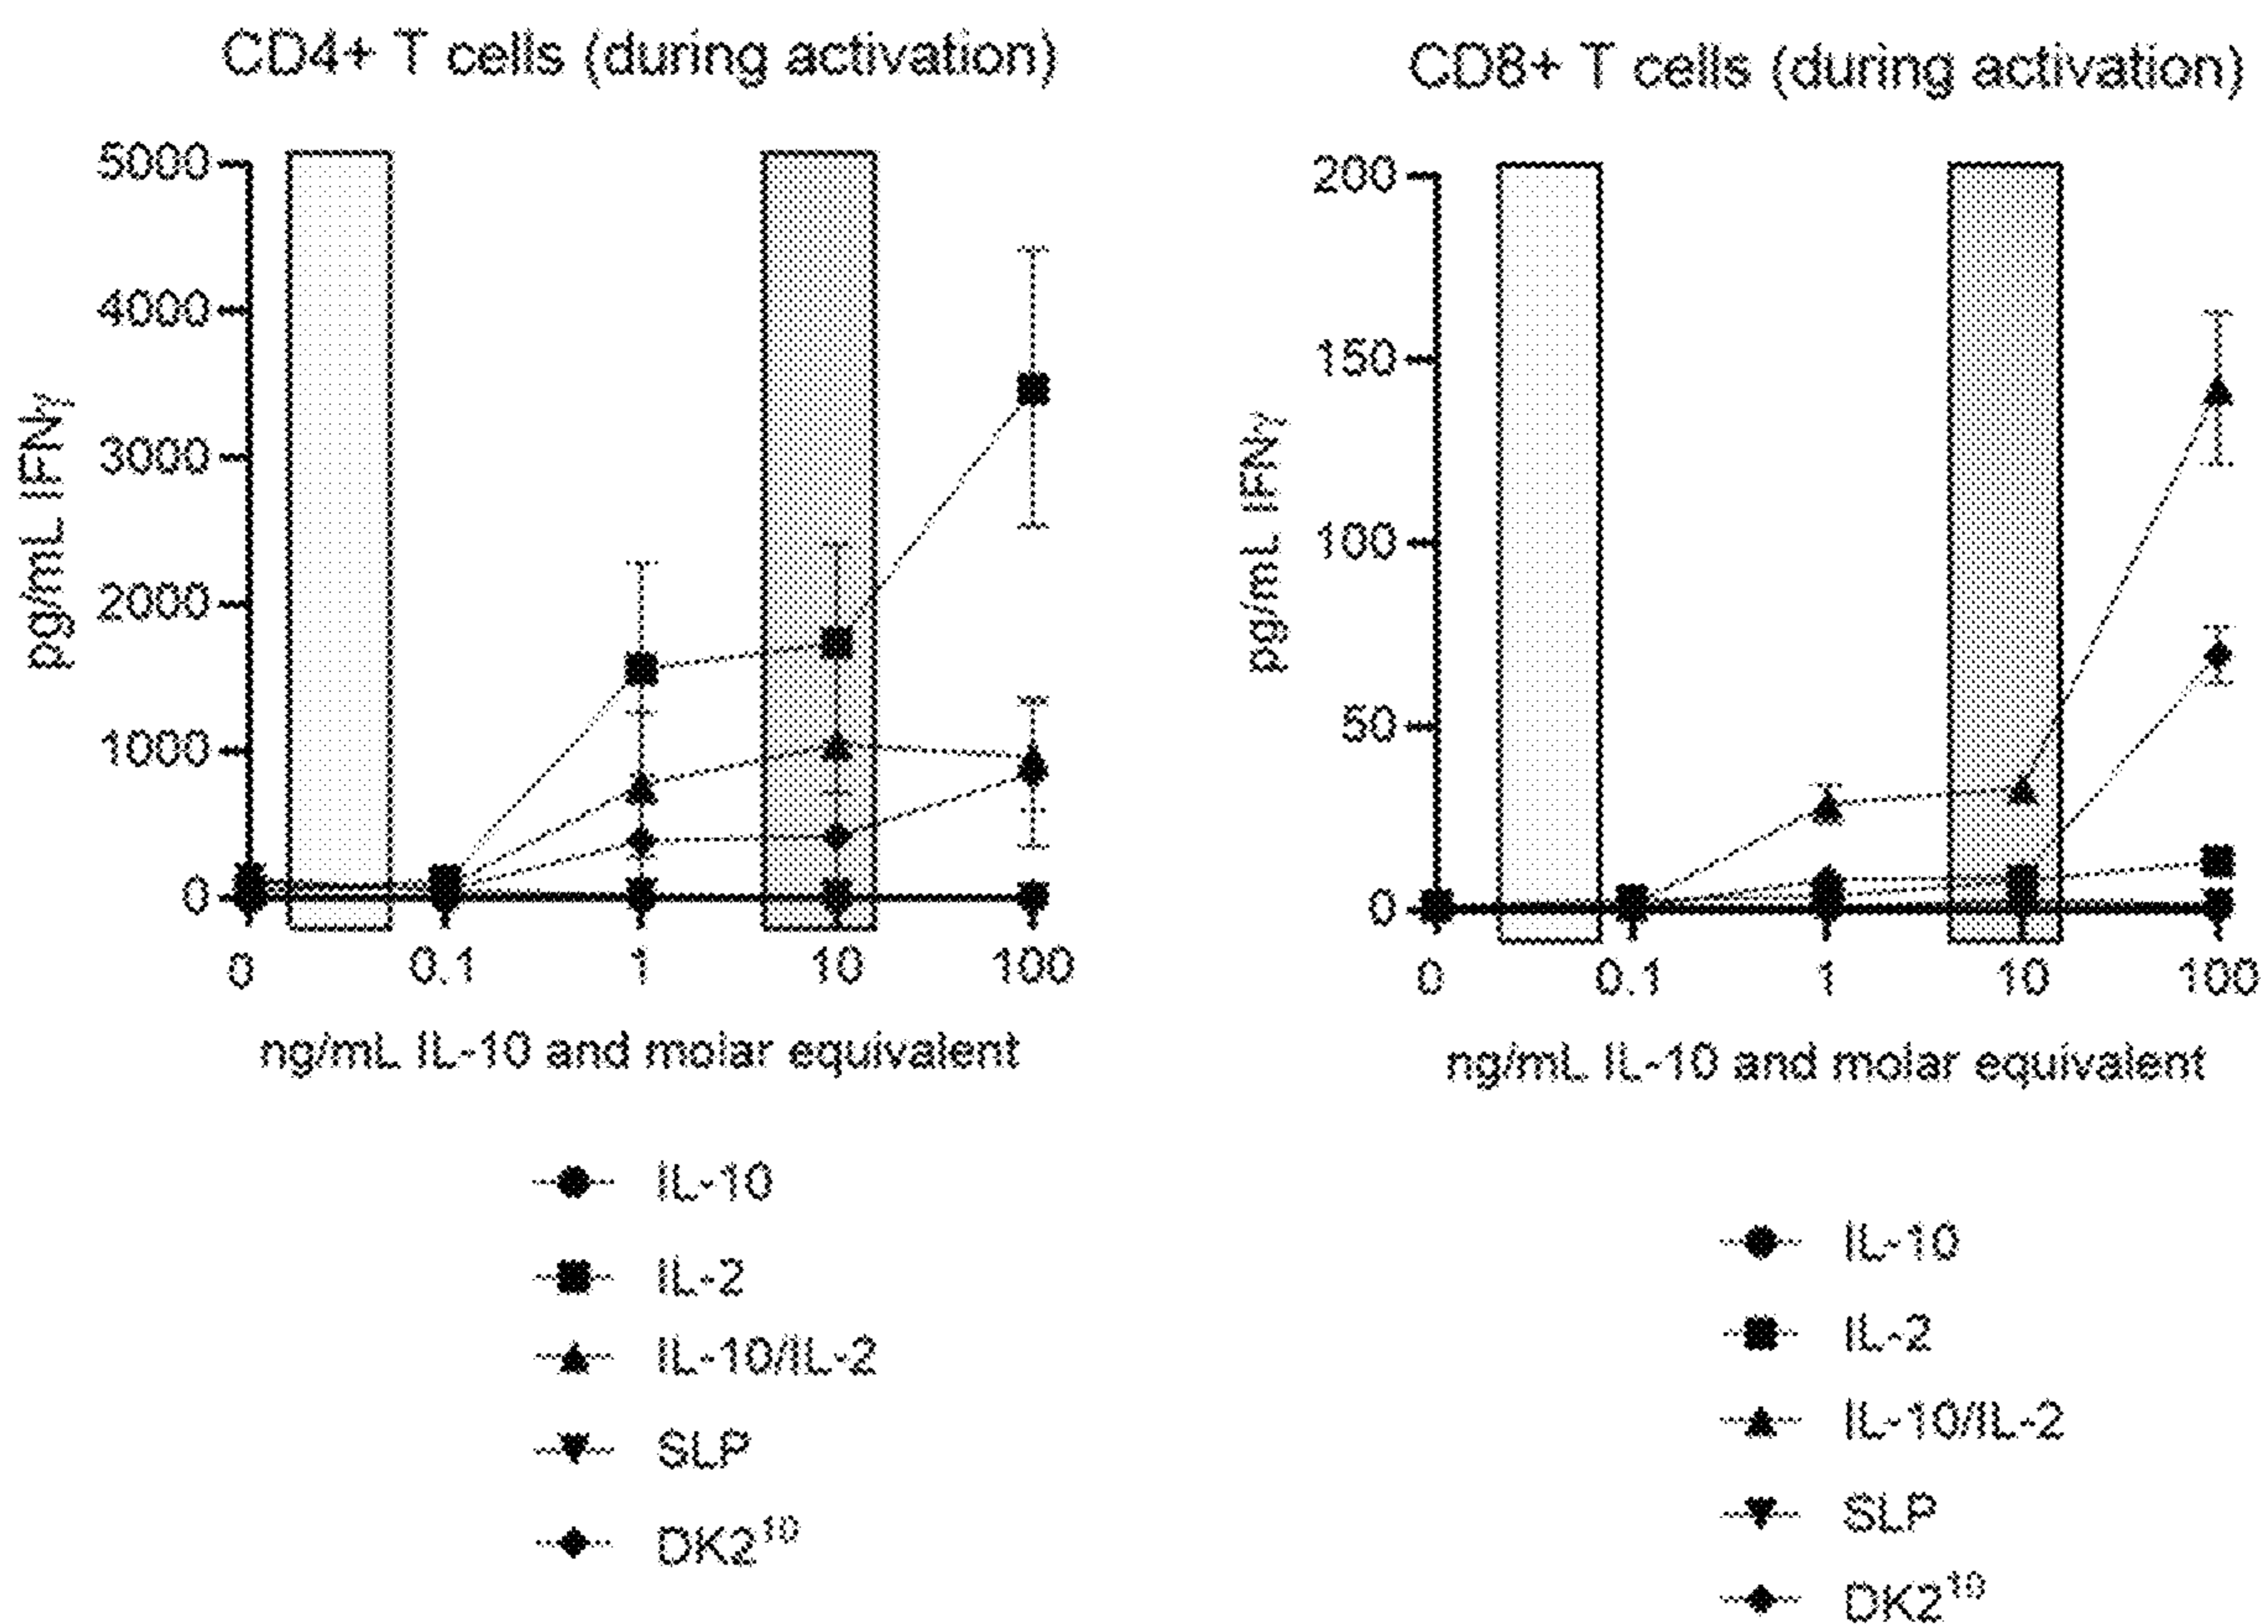 CD4+ T cells (during activation)
pg/mL IFNγ
5000
4000
3000
2000
1000
0
0 0.1 1 10 100
ng/mL IL-10 and molar equivalent
IL-10
IL-2
IL-10/IL-2
SLP
DK2¹⁰
CD8+ T cells (during activation)
pg/mL IFNγ
200
150
100
50
0
0 0.1 1 10 100
ng/mL IL-10 and molar equivalent
IL-10
IL-2
IL-10/IL-2
SLP
DK2¹⁰